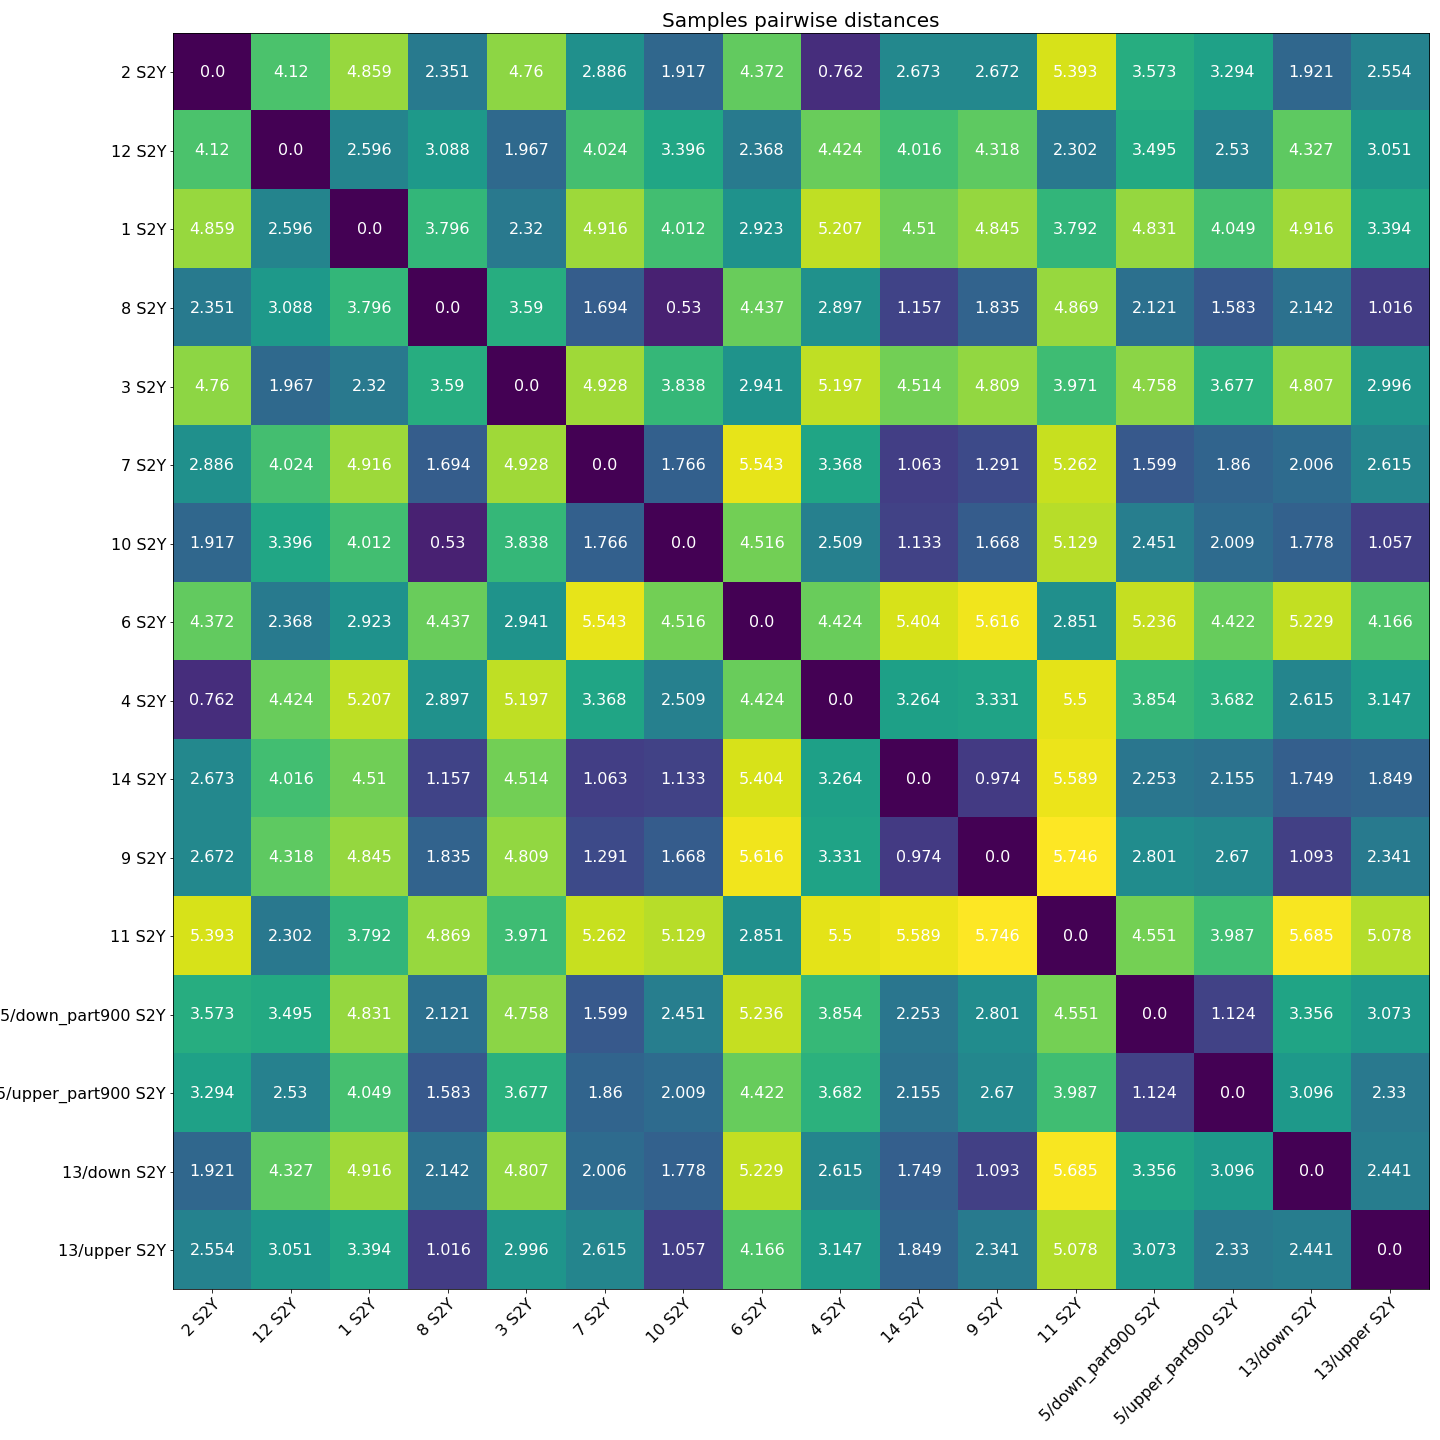 Samples pairwise distances
2 S2Y 0.0 4.12 4.859 2.351 4.76 2.886 1.917 4.372 0.762 2.673 2.672 5.393 3.573 3.294 1.921 2.554
12 S2Y 4.12 0.0 2.596 3.088 1.967 4.024 3.396 2.368 4.424 4.016 4.318 2.302 3.495 2.53 4.327 3.051
1 S2Y 4.859 2.596 0.0 3.796 2.32 4.916 4.012 2.923 5.207 4.51 4.845 3.792 4.831 4.049 4.916 3.394
8 S2Y 2.351 3.088 3.796 0.0 3.59 1.694 0.53 4.437 2.897 1.157 1.835 4.869 2.121 1.583 2.142 1.016
3 S2Y 4.76 1.967 2.32 3.59 0.0 4.928 3.838 2.941 5.197 4.514 4.809 3.971 4.758 3.677 4.807 2.996
7 S2Y 2.886 4.024 4.916 1.694 4.928 0.0 1.766 5.543 3.368 1.063 1.291 5.262 1.599 1.86 2.006 2.615
10 S2Y 1.917 3.396 4.012 0.53 3.838 1.766 0.0 4.516 2.509 1.133 1.668 5.129 2.451 2.009 1.778 1.057
6 S2Y 4.372 2.368 2.923 4.437 2.941 5.543 4.516 0.0 4.424 5.404 5.616 2.851 5.236 4.422 5.229 4.166
4 S2Y 0.762 4.424 5.207 2.897 5.197 3.368 2.509 4.424 0.0 3.264 3.331 5.5 3.854 3.682 2.615 3.147
14 S2Y 2.673 4.016 4.51 1.157 4.514 1.063 1.133 5.404 3.264 0.0 0.974 5.589 2.253 2.155 1.749 1.849
9 S2Y 2.672 4.318 4.845 1.835 4.809 1.291 1.668 5.616 3.331 0.974 0.0 5.746 2.801 2.67 1.093 2.341
11 S2Y 5.393 2.302 3.792 4.869 3.971 5.262 5.129 2.851 5.5 5.589 5.746 0.0 4.551 3.987 5.685 5.078
5/down_part900 S2Y 3.573 3.495 4.831 2.121 4.758 1.599 2.451 5.236 3.854 2.253 2.801 4.551 0.0 1.124 3.356 3.073
5/upper_part900 S2Y 3.294 2.53 4.049 1.583 3.677 1.86 2.009 4.422 3.682 2.155 2.67 3.987 1.124 0.0 3.096 2.33
13/down S2Y 1.921 4.327 4.916 2.142 4.807 2.006 1.778 5.229 2.615 1.749 1.093 5.685 3.356 3.096 0.0 2.441
13/upper S2Y 2.554 3.051 3.394 1.016 2.996 2.615 1.057 4.166 3.147 1.849 2.341 5.078 3.073 2.33 2.441 0.0
2 S2Y 12 S2Y 1 S2Y 8 S2Y 3 S2Y 7 S2Y 10 S2Y 6 S2Y 4 S2Y 14 S2Y 9 S2Y 11 S2Y 5/down_part900 S2Y 5/upper_part900 S2Y 13/down S2Y 13/upper S2Y